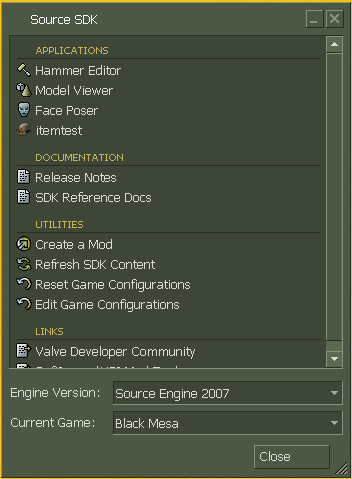 Source SDK
APPLICATIONS
Hammer Editor
Model Viewer
Face Poser
itemtest
DOCUMENTATION
Release Notes
SDK Reference Docs
UTILITIES
Create a Mod
Refresh SDK Content
Reset Game Configurations
Edit Game Configurations
LINKS
Valve Developer Community
Engine Version: Source Engine 2007
Current Game: Black Mesa
Close